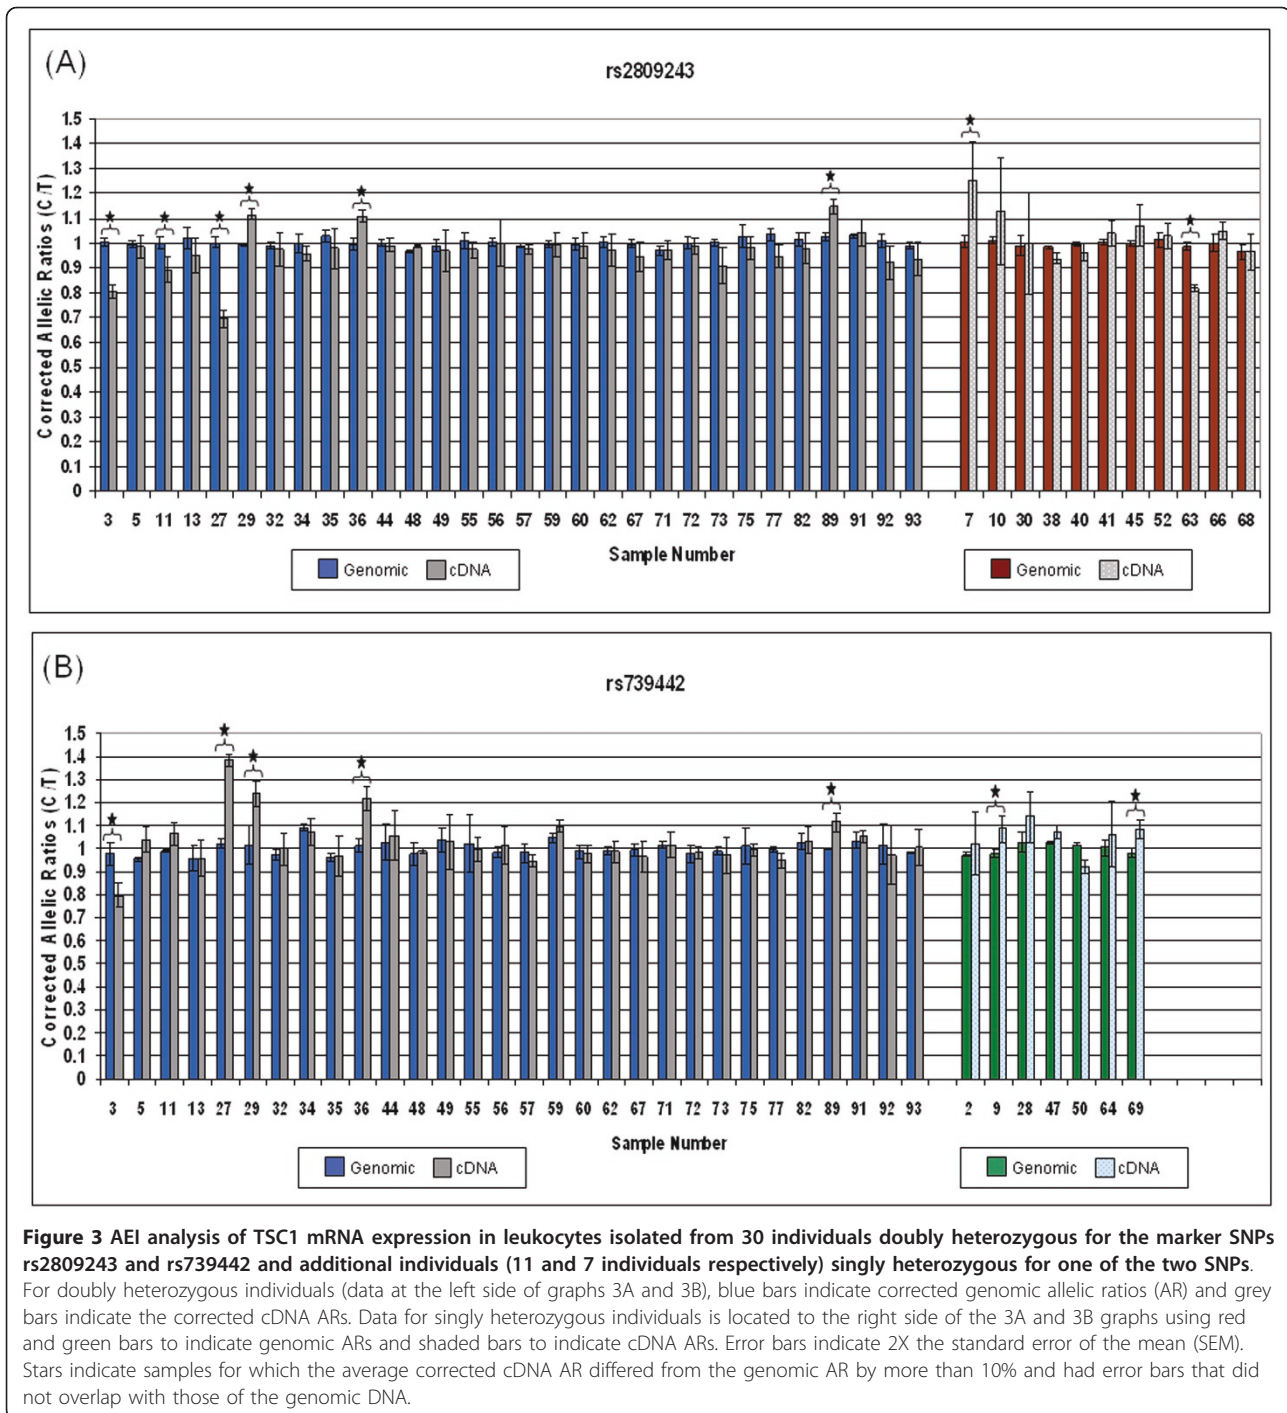 (A)
rs2809243
Corrected Allelic Ratios (C/T)
1.5
1.4
1.3
1.2
1.1
1
0.9
0.8
0.7
0.6
0.5
0.4
0.3
0.2
0.1
0
3 5 11 13 27 29 32 34 35 36 44 48 49 55 56 57 59 60 62 67 71 72 73 75 77 82 89 91 92 93 7 10 30 38 40 41 45 52 63 66 68
Sample Number
Genomic cDNA
Genomic cDNA
(B)
rs739442
Corrected Allelic Ratios (C/T)
1.5
1.4
1.3
1.2
1.1
1
0.9
0.8
0.7
0.6
0.5
0.4
0.3
0.2
0.1
0
3 5 11 13 27 29 32 34 35 36 44 48 49 55 56 57 59 60 62 67 71 72 73 75 77 82 89 91 92 93 2 9 28 47 50 64 69
Sample Number
Genomic cDNA
Genomic cDNA
Figure 3 AEI analysis of TSC1 mRNA expression in leukocytes isolated from 30 individuals doubly heterozygous for the marker SNPs
rs2809243 and rs739442 and additional individuals (11 and 7 individuals respectively) singly heterozygous for one of the two SNPs.
For doubly heterozygous individuals (data at the left side of graphs 3A and 3B), blue bars indicate corrected genomic allelic ratios (AR) and grey
bars indicate the corrected cDNA ARs. Data for singly heterozygous individuals is located to the right side of the 3A and 3B graphs using red
and green bars to indicate genomic ARs and shaded bars to indicate cDNA ARs. Error bars indicate 2X the standard error of the mean (SEM).
Stars indicate samples for which the average corrected cDNA AR differed from the genomic AR by more than 10% and had error bars that did
not overlap with those of the genomic DNA.